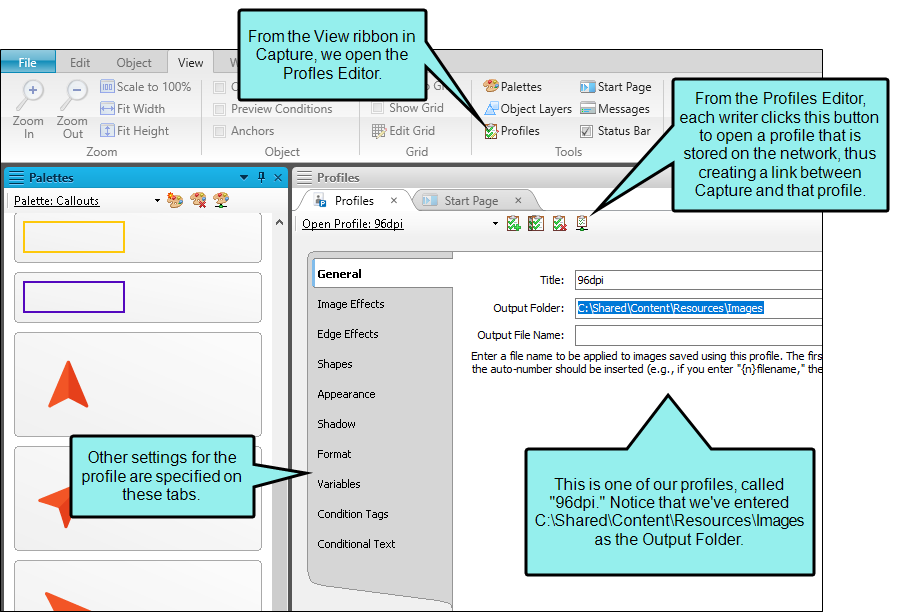 From the View ribbon in
Capture, we open the
Profles Editor.
File
Edit
Object
View
W
Zoom
In
Zoom
Out
Scale to 100%
Fit Width
Fit Height
Zoom
Preview Conditions
Anchors
Object
Show Grid
Edit Grid
Grid
Palettes
Object Layers
Profiles
Start Page
Messages
Status Bar
Tools
From the Profiles Editor,
each writer clicks this button
to open a profile that is
stored on the network, thus
creating a link between
Capture and that profile.
Palettes
Palette: Callouts
Profiles
Profiles
Start Page
Open Profile: 96dpi
General
Image Effects
Edge Effects
Shapes
Appearance
Shadow
Format
Variables
Condition Tags
Conditional Text
Title:
96dpi
Output Folder:
C:\Shared\Content\Resources\Images
Output File Name:
Enter a file name to be applied to images saved using this profile. The firs
the auto-number should be inserted (e.g., if you enter "{n}filename," the
Other settings for the
profile are specified on
these tabs.
This is one of our profiles, called
"96dpi." Notice that we've entered
C:\Shared\Content\Resources\Images
as the Output Folder.